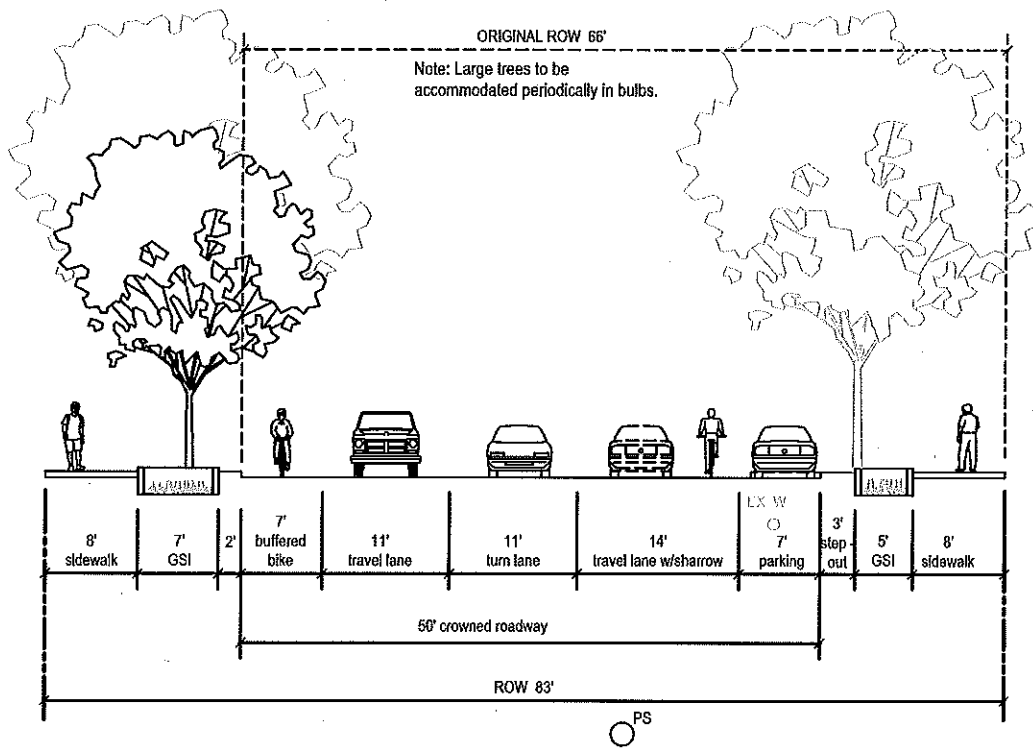 ORIGINAL ROW 66'
Note: Large trees to be
accommodated periodically in bulbs.
EX W
8'
sidewalk
7'
GSI
2'
7'
buffered
bike
11'
travel lane
11'
turn lane
14'
travel lane w/sharrow
7'
parking
3'
step -
out
5'
GSI
8'
sidewalk
50' crowned roadway
ROW 83'
PS